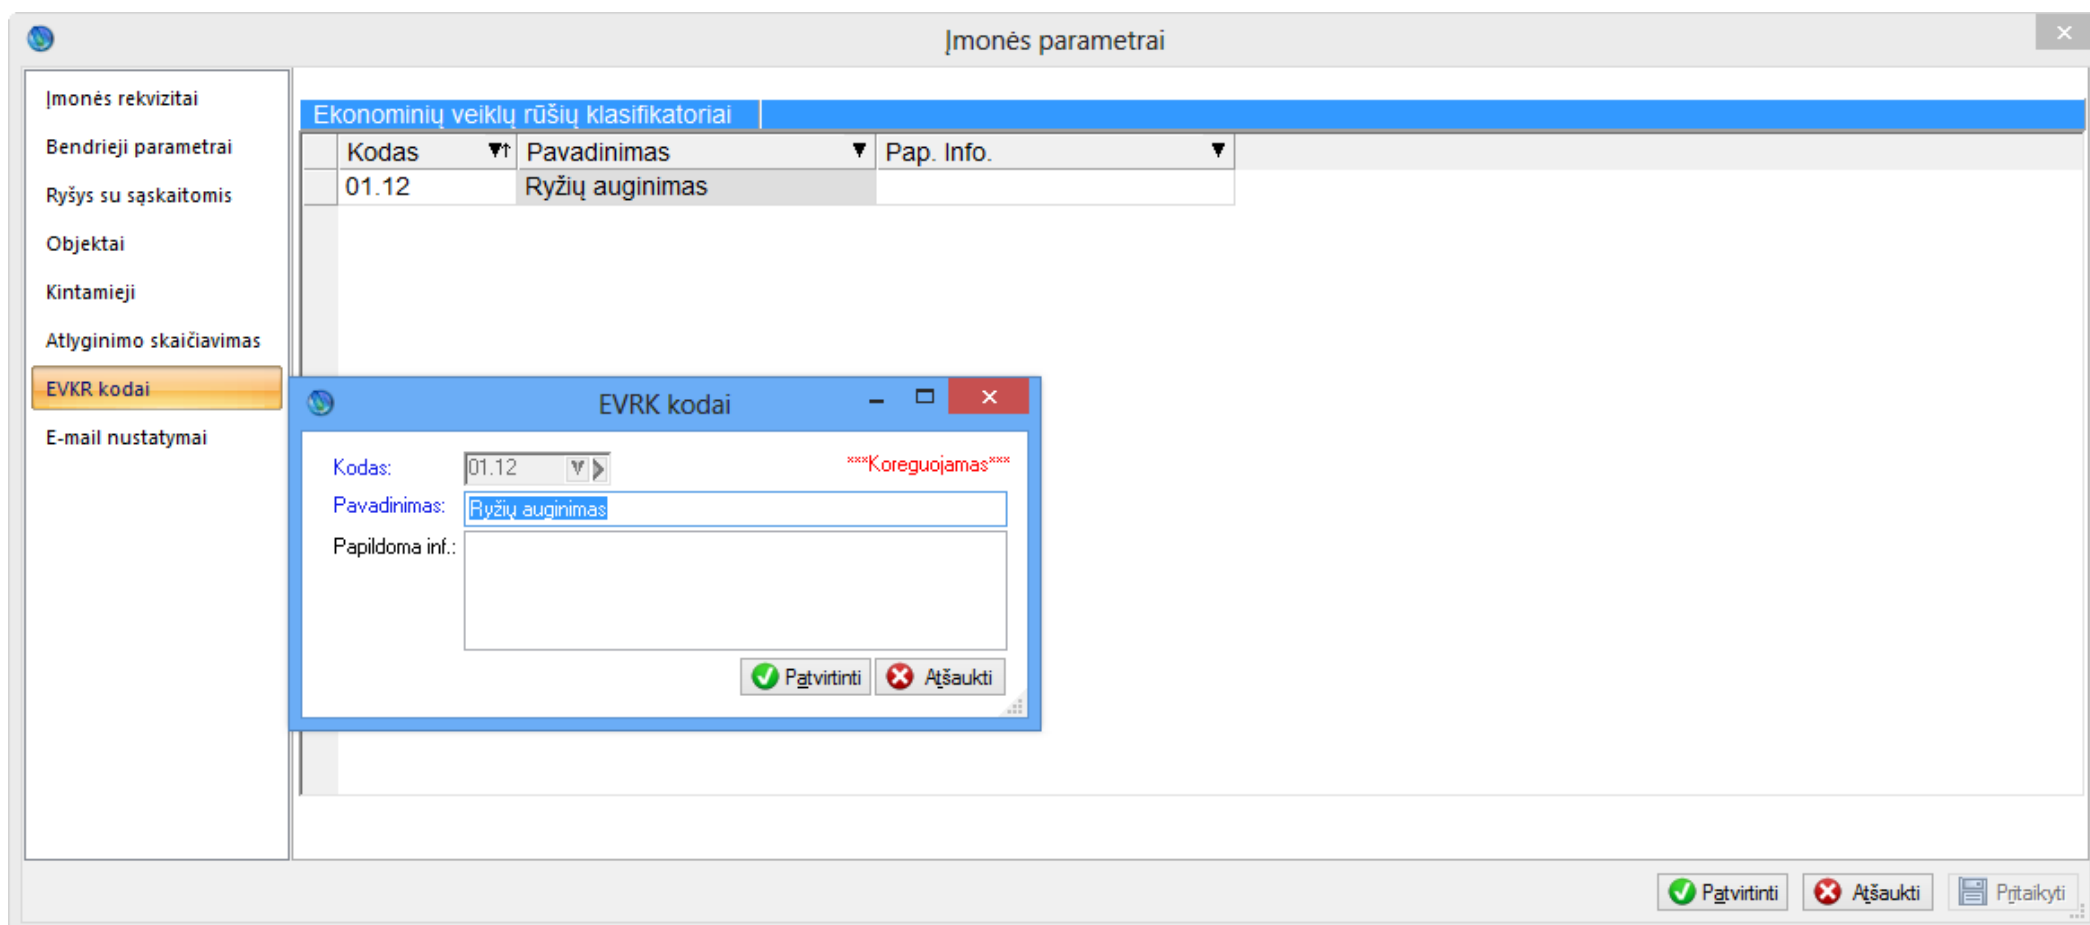 Įmonės parametrai
Įmonės rekvizitai
Bendrieji parametrai
Ryšys su sąskaitomis
Objektai
Kintamieji
Atlyginimo skaičiavimas
EVKR kodai
E-mail nustatymai
Ekonominių veiklų rūšių klasifikatoriai
Kodas Pavadinimas Pap. Info.
01.12 Ryžių auginimas
EVRK kodai
Kodas: 01.12 ***Koreguojamas***
Pavadinimas: Ryžių auginimas
Papildoma inf.:
Patvirtinti Atšaukti
Patvirtinti Atšaukti Pritaikyti